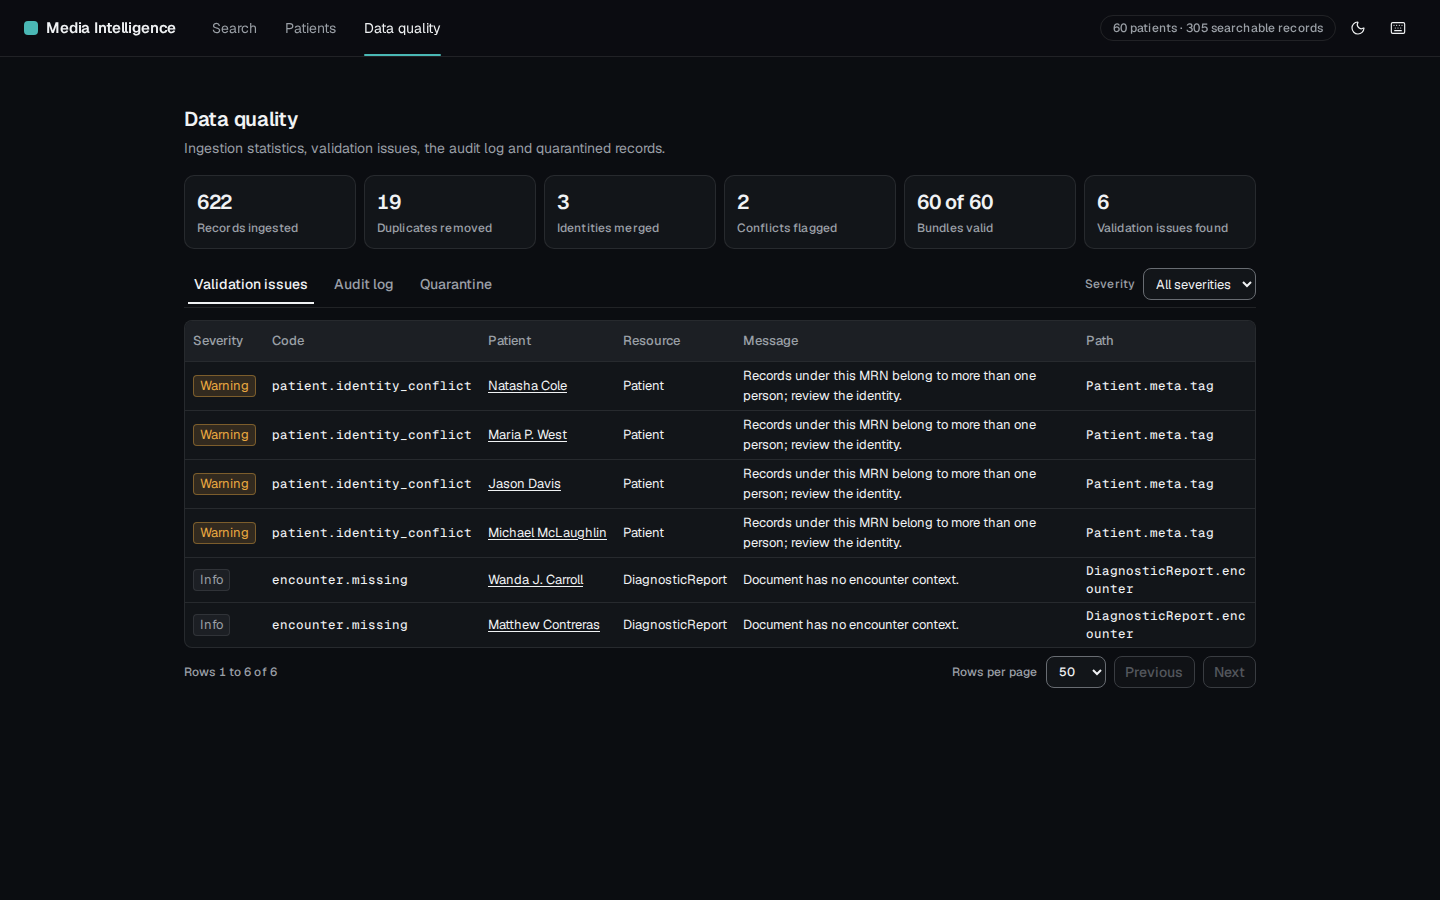 Media Intelligence Search Patients Data quality 60 patients · 305 searchable records
Data quality
Ingestion statistics, validation issues, the audit log and quarantined records.
622 19 3 2 60 of 60 6
Records ingested Duplicates removed Identities merged Conflicts flagged Bundles valid Validation issues found
Validation issues Audit log Quarantine Severity All severities
Severity Code Patient Resource Message Path
Warning patient.identity_conflict Natasha Cole Patient Records under this MRN belong to more than one Patient.meta.tag
person; review the identity.
Warning patient.identity_conflict Maria P. West Patient Records under this MRN belong to more than one Patient.meta.tag
person; review the identity.
Warning patient.identity_conflict Jason Davis Patient Records under this MRN belong to more than one Patient.meta.tag
person; review the identity.
Warning patient.identity_conflict Michael McLaughlin Patient Records under this MRN belong to more than one Patient.meta.tag
person; review the identity.
Info encounter.missing Wanda J. Carroll DiagnosticReport Document has no encounter context. DiagnosticReport.enc
ounter
Info encounter.missing Matthew Contreras DiagnosticReport Document has no encounter context. DiagnosticReport.enc
ounter
Rows 1 to 6 of 6 Rows per page 50 Previous Next